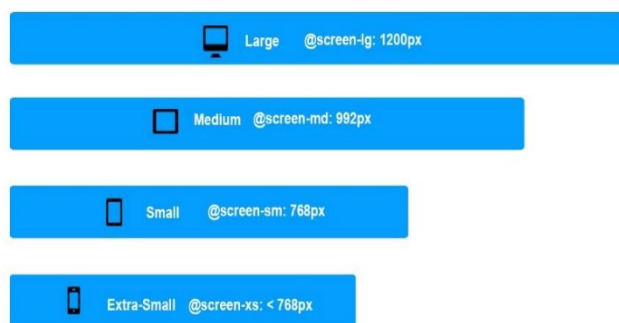 Large @screen-lg: 1200px
Medium @screen-md: 992px
Small @screen-sm: 768px
Extra-Small @screen-xs: < 768px